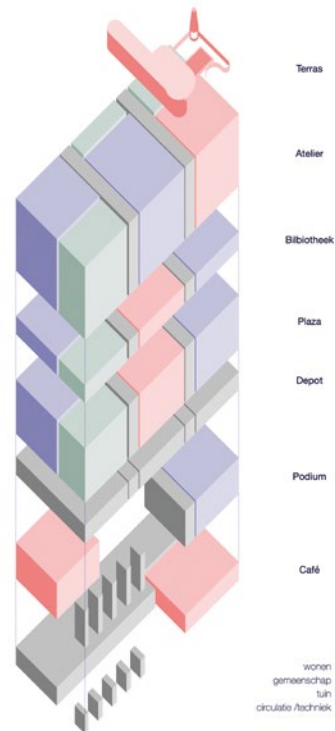 Terras
Atelier
Bilbiotheek
Plaza
Depot
Podium
Café
wonen
gemeenschap
tuin
circulatie /techniek